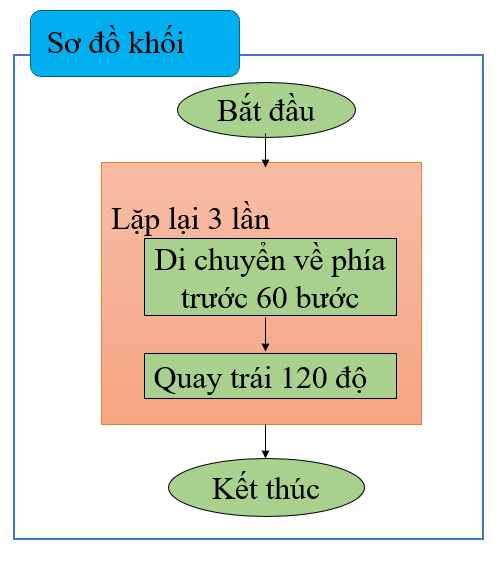 Sơ đồ khối
Bắt đầu
Lặp lại 3 lần
Di chuyển về phía
trước 60 bước
Quay trái 120 độ
Kết thúc